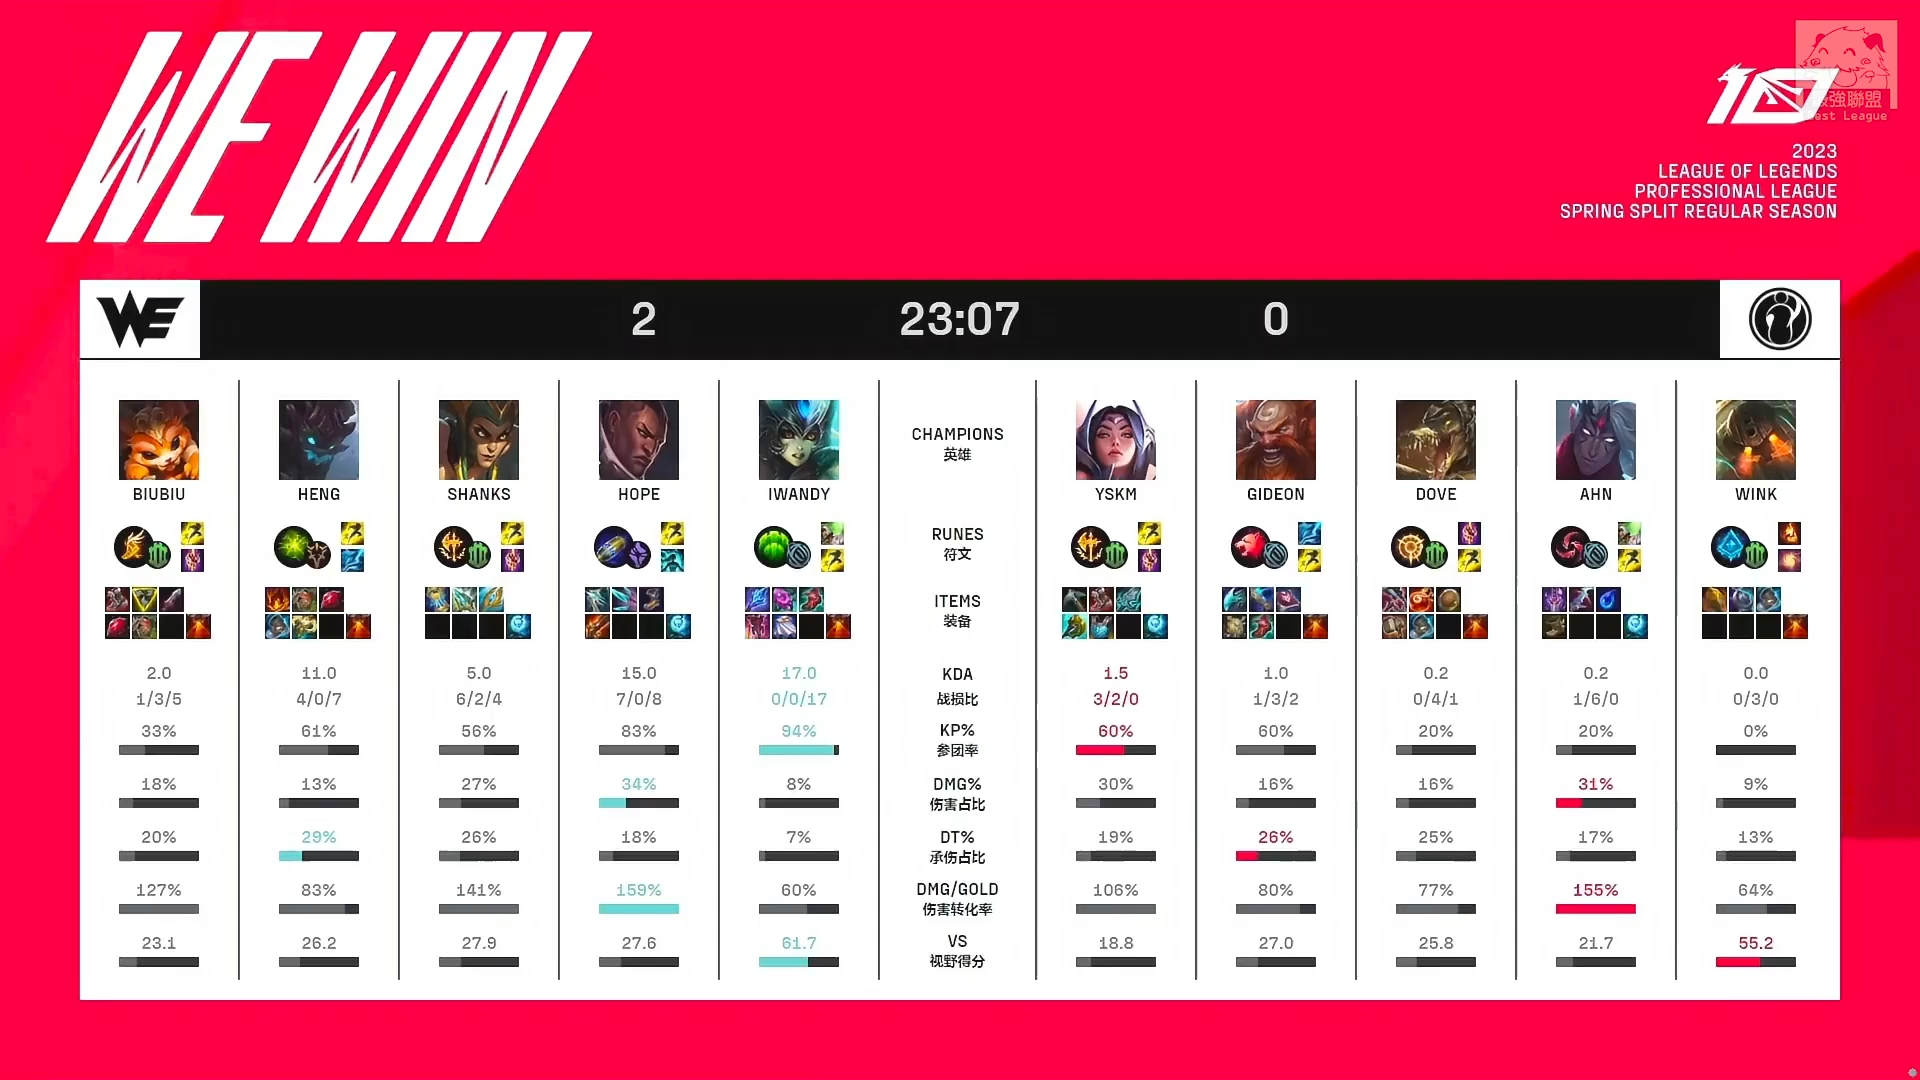 WE WIN
強聯盟
est League
2023
LEAGUE OF LEGENDS
PROFESSIONAL LEAGUE
SPRING SPLIT REGULAR SEASON
WE 2 23:07 0
CHAMPIONS
英雄
BIUBIU HENG SHANKS HOPE IWANDY YSKM GIDEON DOVE AHN WINK
RUNES
符文
ITEMS
装备
2.0 11.0 5.0 15.0 17.0 KDA 1.5 1.0 0.2 0.2 0.0
1/3/5 4/0/7 6/2/4 7/0/8 0/0/17 战损比 3/2/0 1/3/2 0/4/1 1/6/0 0/3/0
33% 61% 56% 83% 94% KP% 60% 60% 20% 20% 0%
参团率
18% 13% 27% 34% 8% DMG% 30% 16% 16% 31% 9%
伤害占比
20% 29% 26% 18% 7% DT% 19% 26% 25% 17% 13%
承伤占比
127% 83% 141% 159% 60% DMG/GOLD 106% 80% 77% 155% 64%
伤害转化率
23.1 26.2 27.9 27.6 61.7 VS 18.8 27.0 25.8 21.7 55.2
视野得分